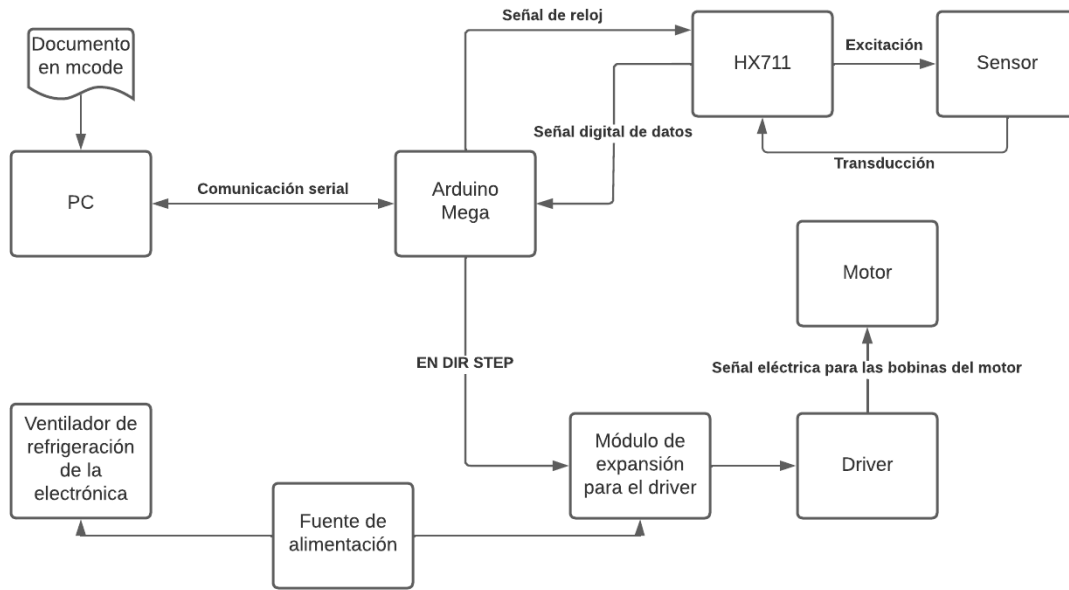 Señal de reloj
Documento
en mcode
HX711
Excitación
Sensor
Señal digital de datos
Transducción
PC
Comunicación serial
Arduino
Mega
Motor
EN DIR STEP
Señal eléctrica para las bobinas del motor
Ventilador de
refrigeración
de la
electrónica
Módulo de
expansión
para el driver
Driver
Fuente de
alimentación